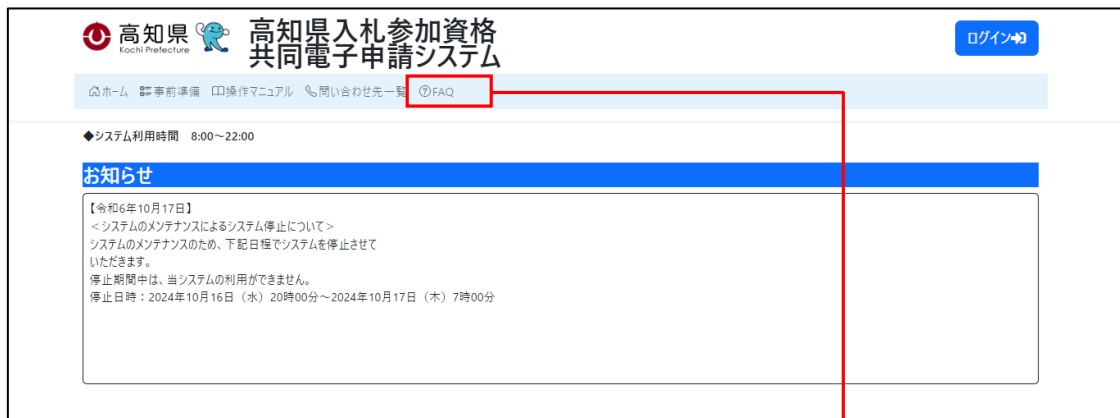 高知県
Kochi Prefecture
高知県入札参加資格
共同電子申請システム
ログイン
ホーム 事前準備 操作マニュアル 問い合わせ先一覧 FAQ
◆システム利用時間 8:00～22:00
お知らせ
【令和6年10月17日】
＜システムのメンテナンスによるシステム停止について＞
システムのメンテナンスのため、下記日程でシステムを停止させて
いただきます。
停止期間中は、当システムの利用ができません。
停止日時：2024年10月16日（水）20時00分～2024年10月17日（木）7時00分